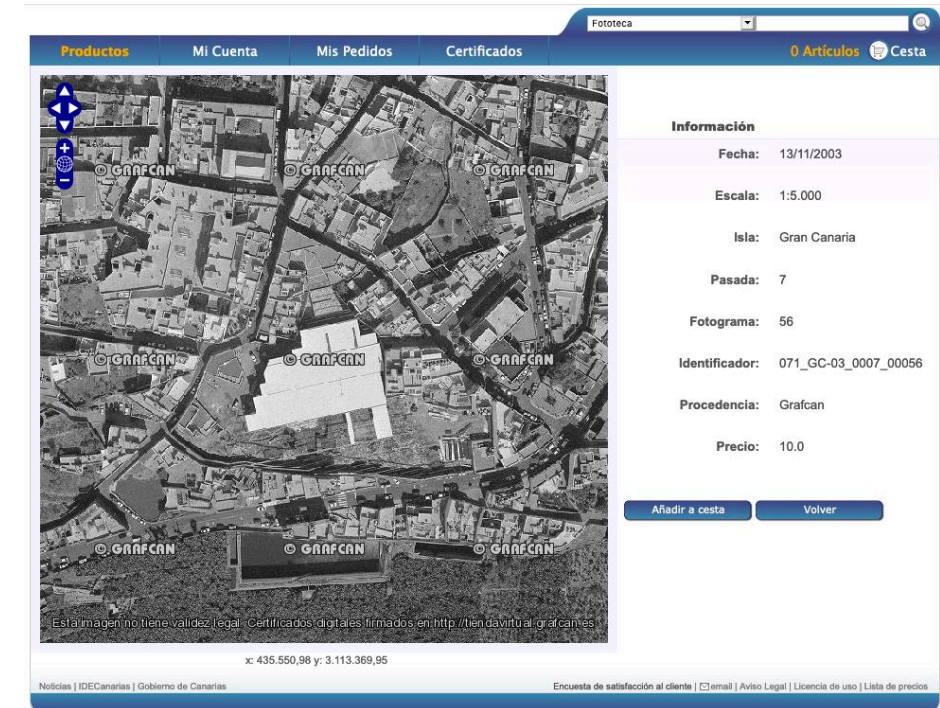 Fototeca
Productos Mi Cuenta Mis Pedidos Certificados 0 Artículos Cesta
Información
Fecha: 13/11/2003
Escala: 1:5.000
Isla: Gran Canaria
Pasada: 7
Fotograma: 56
Identificador: 071_GC-03_0007_00056
Procedencia: Grafcan
Precio: 10.0
Añadir a cesta Volver
© GRAFCAN © GRAFCAN © GRAFCAN
© GRAFCAN © GRAFCAN © GRAFCAN
© GRAFCAN © GRAFCAN © GRAFCAN
Esta imagen no tiene validez legal. Certificados digitales firmados en:http://tiendavirtual.grafcan.es
x: 435.550,98 y: 3.113.369,95
Noticias | IDECanarias | Gobierno de Canarias
Encuesta de satisfacción al cliente | email | Aviso Legal | Licencia de uso | Lista de precios